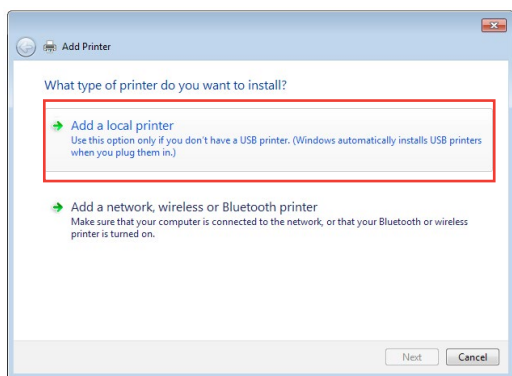 Add Printer
What type of printer do you want to install?
Add a local printer
Use this option only if you don't have a USB printer. (Windows automatically installs USB printers
when you plug them in.)
Add a network, wireless or Bluetooth printer
Make sure that your computer is connected to the network, or that your Bluetooth or wireless
printer is turned on.
Next Cancel